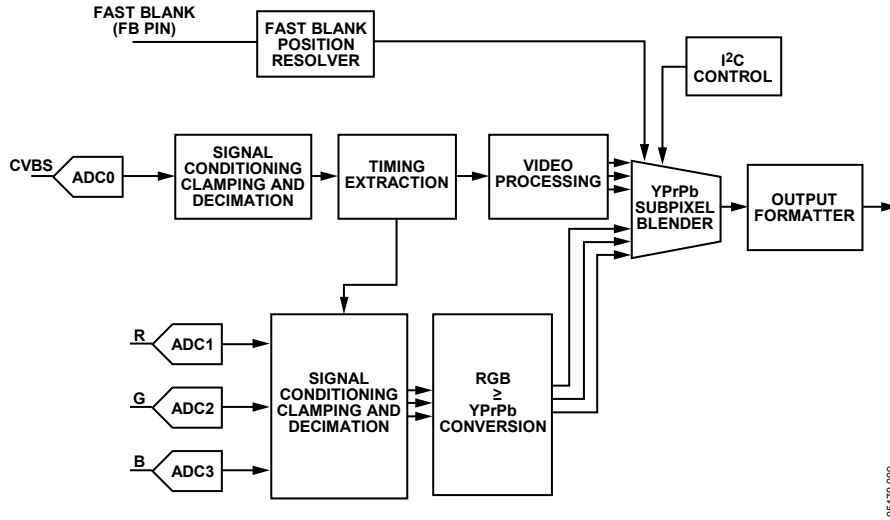 FAST BLANK
(FB PIN)
FAST BLANK
POSITION
RESOLVER
I²C
CONTROL
CVBS
ADC0
SIGNAL
CONDITIONING
CLAMPING AND
DECIMATION
TIMING
EXTRACTION
VIDEO
PROCESSING
YPrPb
SUBPIXEL
BLENDER
OUTPUT
FORMATTER
R
ADC1
G
ADC2
B
ADC3
SIGNAL
CONDITIONING
CLAMPING AND
DECIMATION
RGB
≥
YPrPb
CONVERSION